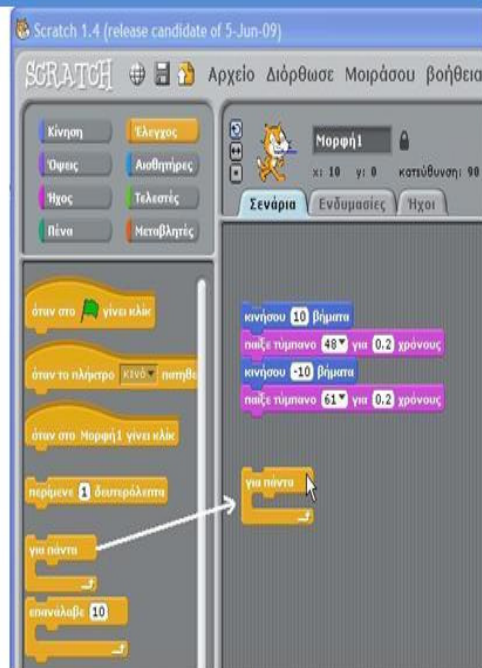 Scratch 1.4 (release candidate of 5-Jun-09)
SCRATCH Αρχείο Διόρθωσε Μοιράσου βοήθεια
Κίνηση Έλεγχος
Όψεις Αισθητήρες
Ήχος Τελεστές
Πένα Μεταβλητές
Μορφή1
x: 10 y: 0 κατεύθυνση: 90
Σενάρια Ενδυμασίες Ήχοι
όταν στο γίνει κλίκ
όταν το πλήκτρο κενό πατηθε
όταν στο Μορφή1 γίνει κλίκ
περίμενε 1 δευτερόλεπτα
για πάντα
επανάλαβε 10
κινήσου 10 βήματα
παίξε τύμπανο 48 για 0.2 χρόνους
κινήσου -10 βήματα
παίξε τύμπανο 61 για 0.2 χρόνους
για πάντα